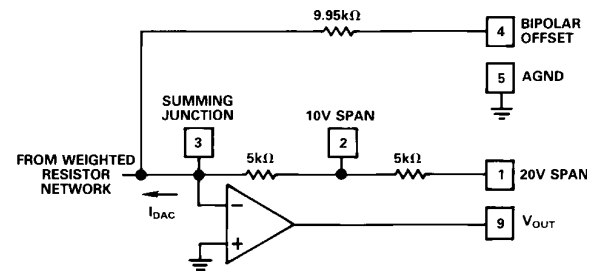 9.95kΩ
4
BIPOLAR
OFFSET
5
AGND
SUMMING
JUNCTION
10V SPAN
3
2
FROM WEIGHTED
RESISTOR
NETWORK
5kΩ
5kΩ
1
20V SPAN
IDAC
−
+
9
VOUT